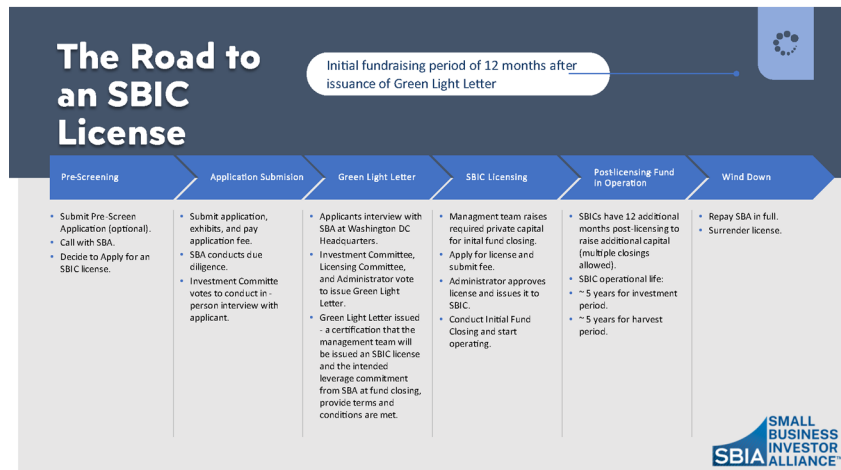 The Road to
an SBIC
License
Initial fundraising period of 12 months after
issuance of Green Light Letter
Pre-Screening
Application Submision
Green Light Letter
SBIC Licensing
Post-licensing Fund
in Operation
Wind Down
• Submit Pre-Screen
Application (optional).
• Call with SBA.
• Decide to Apply for an
SBIC license.
• Submit application,
exhibits, and pay
application fee.
• SBA conducts due
diligence.
• Investment Committe
votes to conduct in -
person interview with
applicant.
• Applicants interview with
SBA at Washington DC
Headquarters.
• Investment Committee,
Licensing Committee,
and Administrator vote
to issue Green Light
Letter.
• Green Light Letter issued
- a certification that the
management team will
be issued an SBIC license
and the intended
leverage commitment
from SBA at fund closing,
provide terms and
conditions are met.
• Managment team raises
required private capital
for inital fund closing.
• Apply for license and
submit fee.
• Administrator approves
license and issues it to
SBIC.
• Conduct Initial Fund
Closing and start
operating.
• SBICs have 12 additional
months post-licensing to
raise additional capital
(multiple closings
allowed).
• SBIC operational life:
• ~ 5 years for investment
period.
• ~ 5 years for harvest
period.
• Repay SBA in full.
• Surrender license.
SBIA
SMALL
BUSINESS
INVESTOR
ALLIANCE™